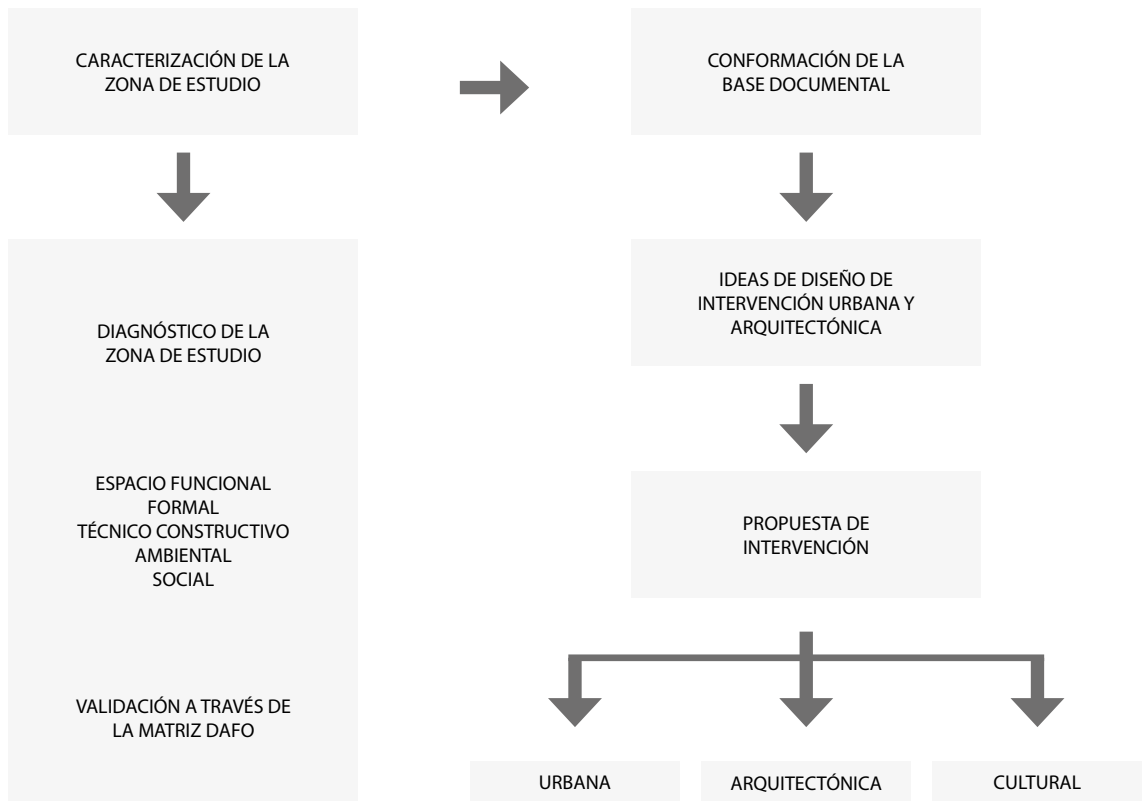 CARACTERIZACIÓN DE LA
ZONA DE ESTUDIO
CONFORMACIÓN DE LA
BASE DOCUMENTAL
DIAGNÓSTICO DE LA
ZONA DE ESTUDIO
ESPACIO FUNCIONAL
FORMAL
TÉCNICO CONSTRUCTIVO
AMBIENTAL
SOCIAL
VALIDACIÓN A TRAVÉS DE
LA MATRIZ DAFO
IDEAS DE DISEÑO DE
INTERVENCIÓN URBANA Y
ARQUITECTÓNICA
PROPUESTA DE
INTERVENCIÓN
URBANA
ARQUITECTÓNICA
CULTURAL